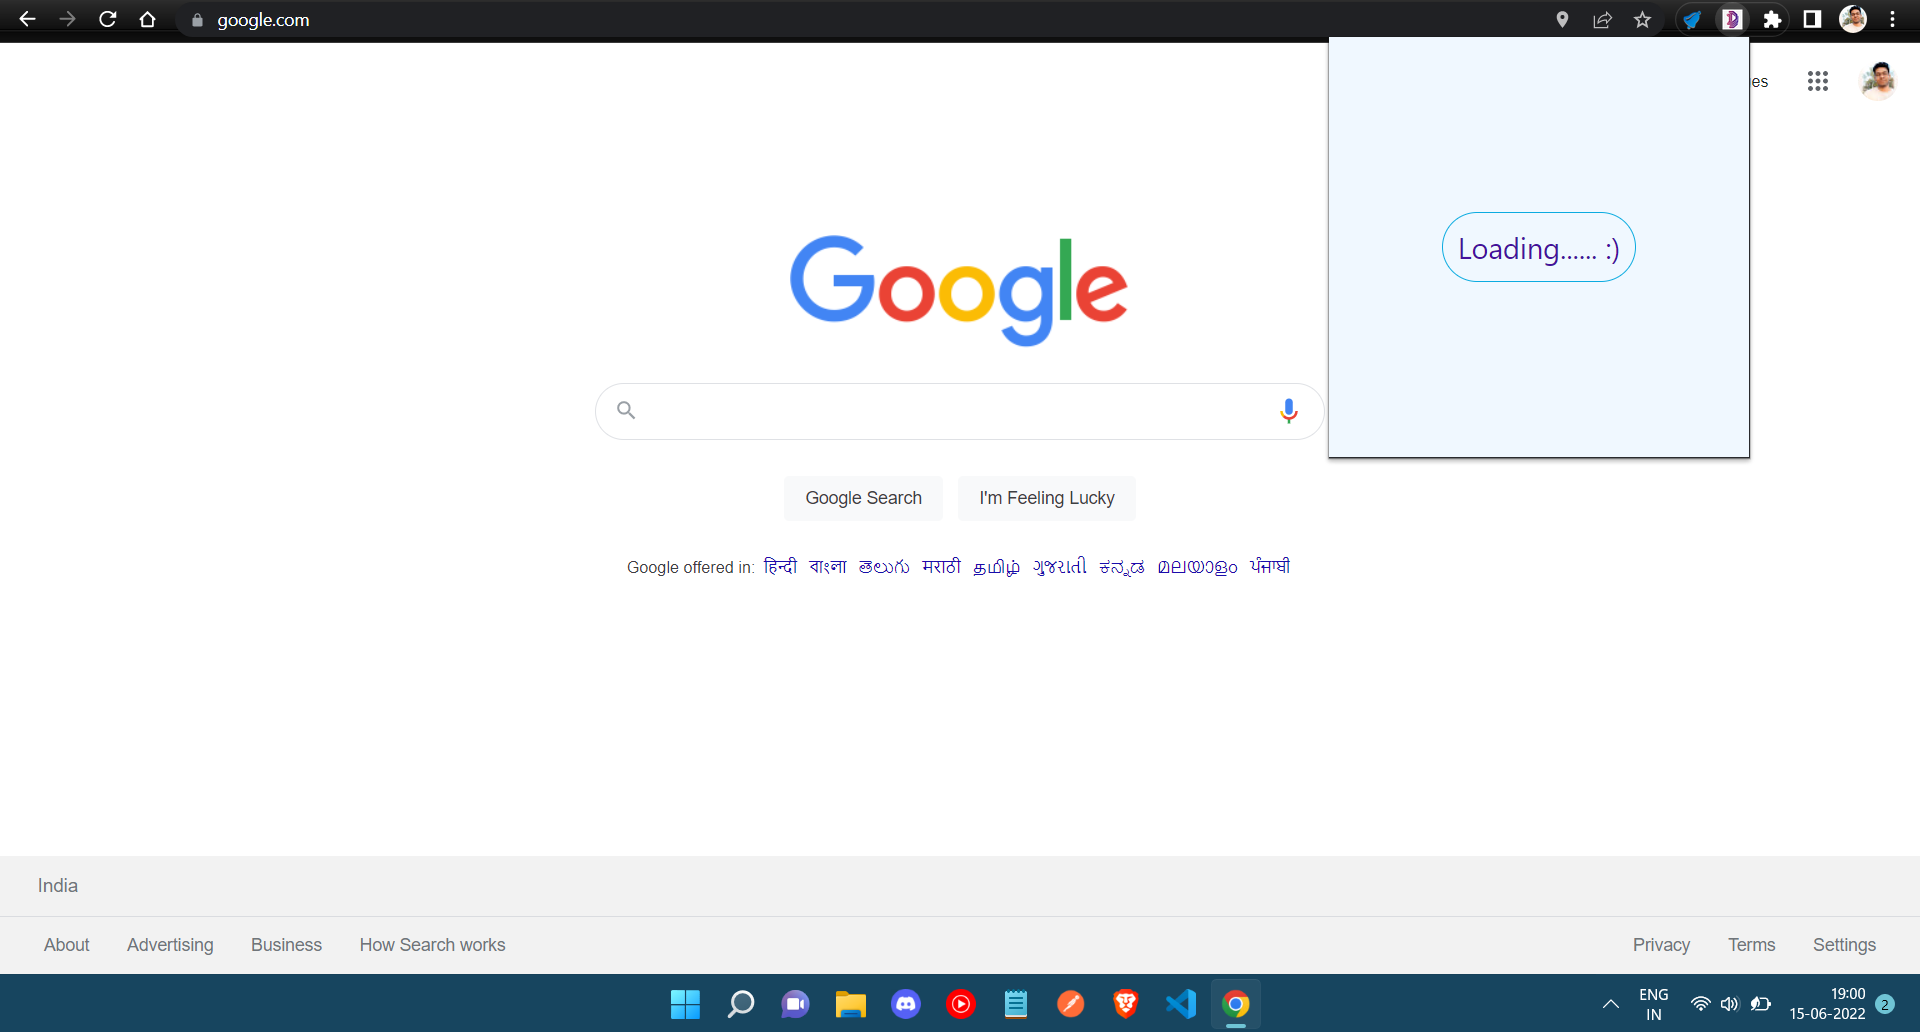 google.com
es
Google
Loading...... :)
Google Search
I'm Feeling Lucky
Google offered in: हिन्दी বাংলা తెలుగు मराठी தமிழ் ગુજરાતી ಕನ್ನಡ മലയാളം ਪੰਜਾਬੀ
India
About Advertising Business How Search works Privacy Terms Settings
ENG
IN
19:00
15-06-2022
2